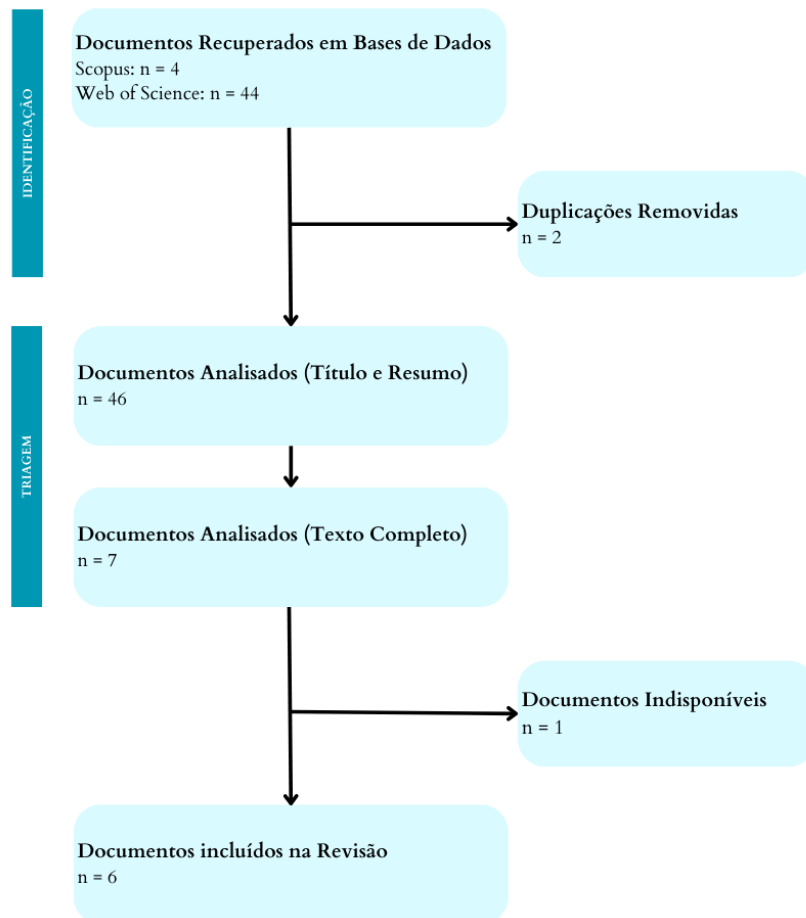 IDENTIFICAÇÃO
Documentos Recuperados em Bases de Dados
Scopus: n = 4
Web of Science: n = 44
Duplicações Removidas
n = 2
TRIAGEM
Documentos Analisados (Título e Resumo)
n = 46
Documentos Analisados (Texto Completo)
n = 7
Documentos Indisponíveis
n = 1
Documentos incluídos na Revisão
n = 6